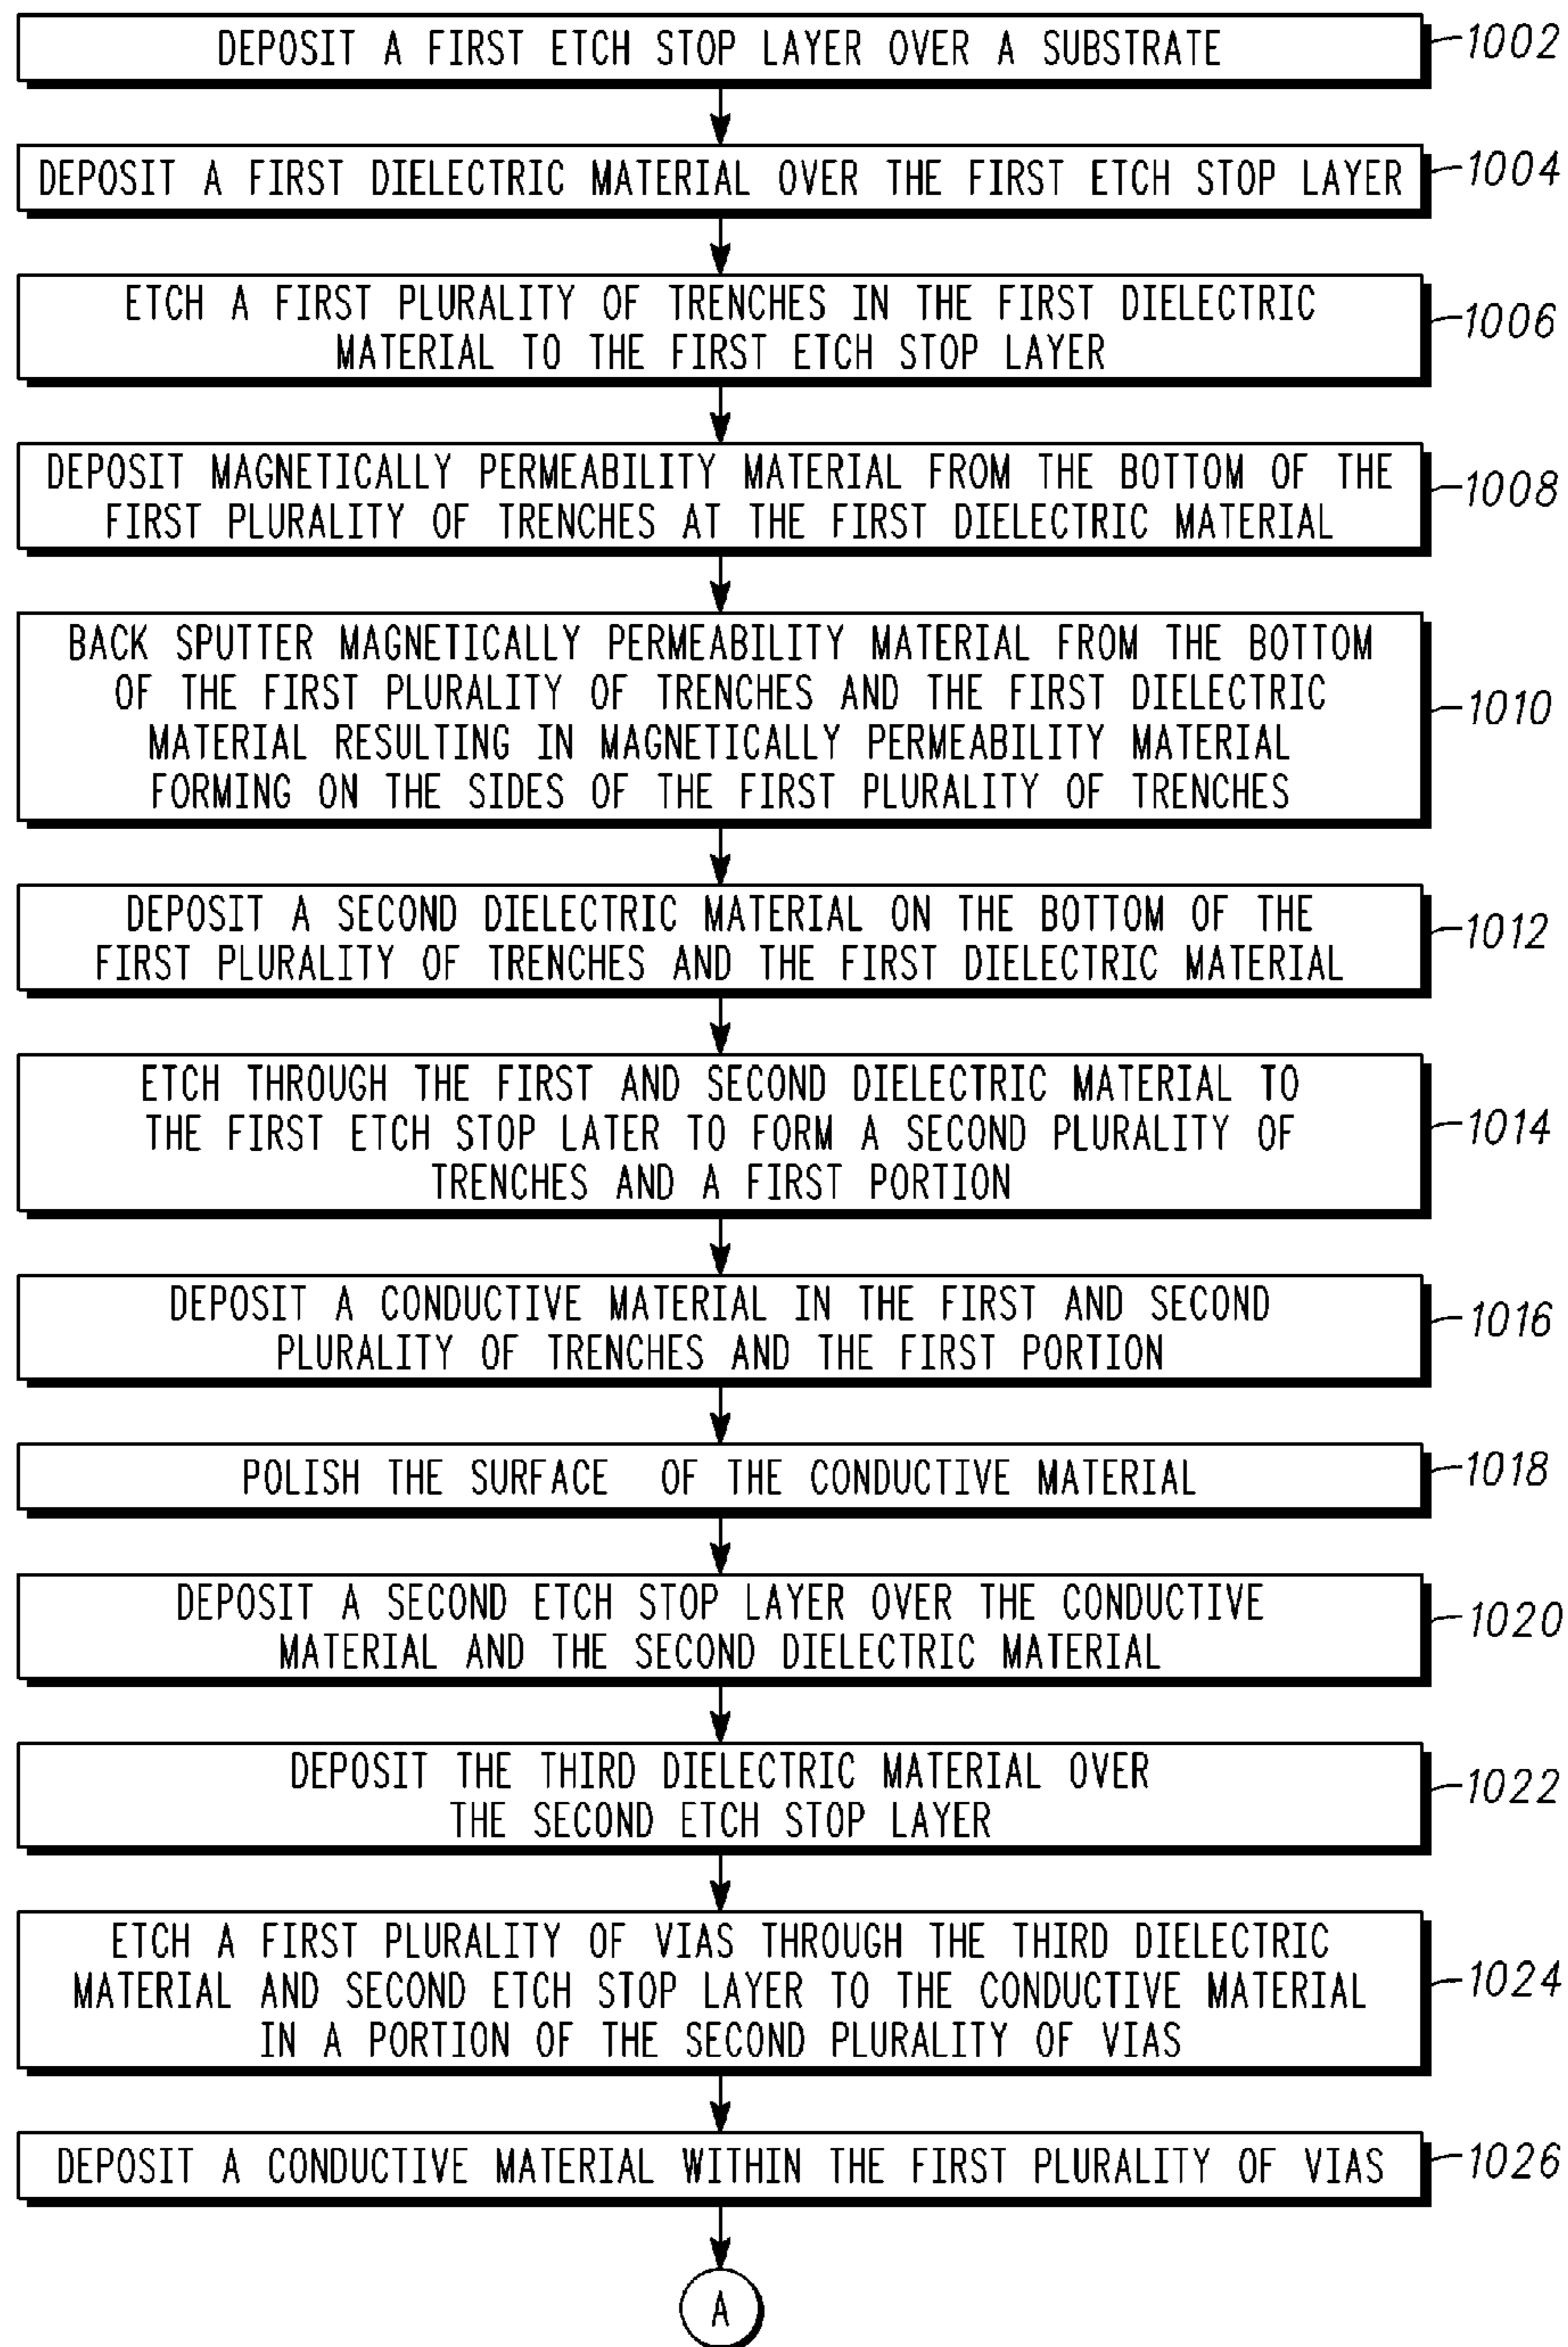 DEPOSIT A FIRST ETCH STOP LAYER OVER A SUBSTRATE
1002
DEPOSIT A FIRST DIELECTRIC MATERIAL OVER THE FIRST ETCH STOP LAYER
1004
ETCH A FIRST PLURALITY OF TRENCHES IN THE FIRST DIELECTRIC
MATERIAL TO THE FIRST ETCH STOP LAYER
1006
DEPOSIT MAGNETICALLY PERMEABILITY MATERIAL FROM THE BOTTOM OF THE
FIRST PLURALITY OF TRENCHES AT THE FIRST DIELECTRIC MATERIAL
1008
BACK SPUTTER MAGNETICALLY PERMEABILITY MATERIAL FROM THE BOTTOM
OF THE FIRST PLURALITY OF TRENCHES AND THE FIRST DIELECTRIC
MATERIAL RESULTING IN MAGNETICALLY PERMEABILITY MATERIAL
FORMING ON THE SIDES OF THE FIRST PLURALITY OF TRENCHES
1010
DEPOSIT A SECOND DIELECTRIC MATERIAL ON THE BOTTOM OF THE
FIRST PLURALITY OF TRENCHES AND THE FIRST DIELECTRIC MATERIAL
1012
ETCH THROUGH THE FIRST AND SECOND DIELECTRIC MATERIAL TO
THE FIRST ETCH STOP LATER TO FORM A SECOND PLURALITY OF
TRENCHES AND A FIRST PORTION
1014
DEPOSIT A CONDUCTIVE MATERIAL IN THE FIRST AND SECOND
PLURALITY OF TRENCHES AND THE FIRST PORTION
1016
POLISH THE SURFACE OF THE CONDUCTIVE MATERIAL
1018
DEPOSIT A SECOND ETCH STOP LAYER OVER THE CONDUCTIVE
MATERIAL AND THE SECOND DIELECTRIC MATERIAL
1020
DEPOSIT THE THIRD DIELECTRIC MATERIAL OVER
THE SECOND ETCH STOP LAYER
1022
ETCH A FIRST PLURALITY OF VIAS THROUGH THE THIRD DIELECTRIC
MATERIAL AND SECOND ETCH STOP LAYER TO THE CONDUCTIVE MATERIAL
IN A PORTION OF THE SECOND PLURALITY OF VIAS
1024
DEPOSIT A CONDUCTIVE MATERIAL WITHIN THE FIRST PLURALITY OF VIAS
1026
A